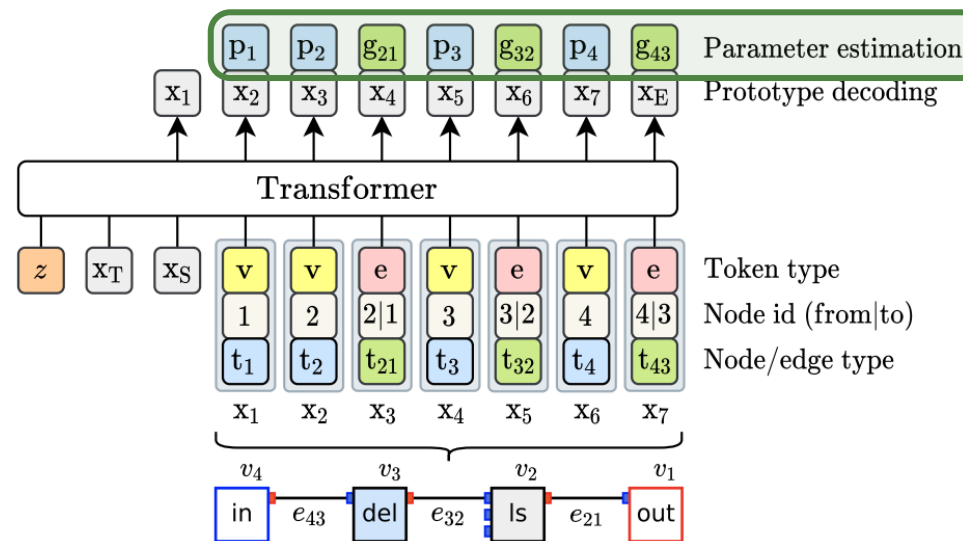 p₁ p₂ g₂₁ p₃ g₃₂ p₄ g₄₃ Parameter estimation
x₁ x₂ x₃ x₄ x₅ x₆ x₇ x_E Prototype decoding
Transformer
z x_T x_S v v e v e v e Token type
1 2 2|1 3 3|2 4 4|3 Node id (from|to)
t₁ t₂ t₂₁ t₃ t₃₂ t₄ t₄₃ Node/edge type
x₁ x₂ x₃ x₄ x₅ x₆ x₇
v₄ v₃ v₂ v₁
in e₄₃ del e₃₂ ls e₂₁ out